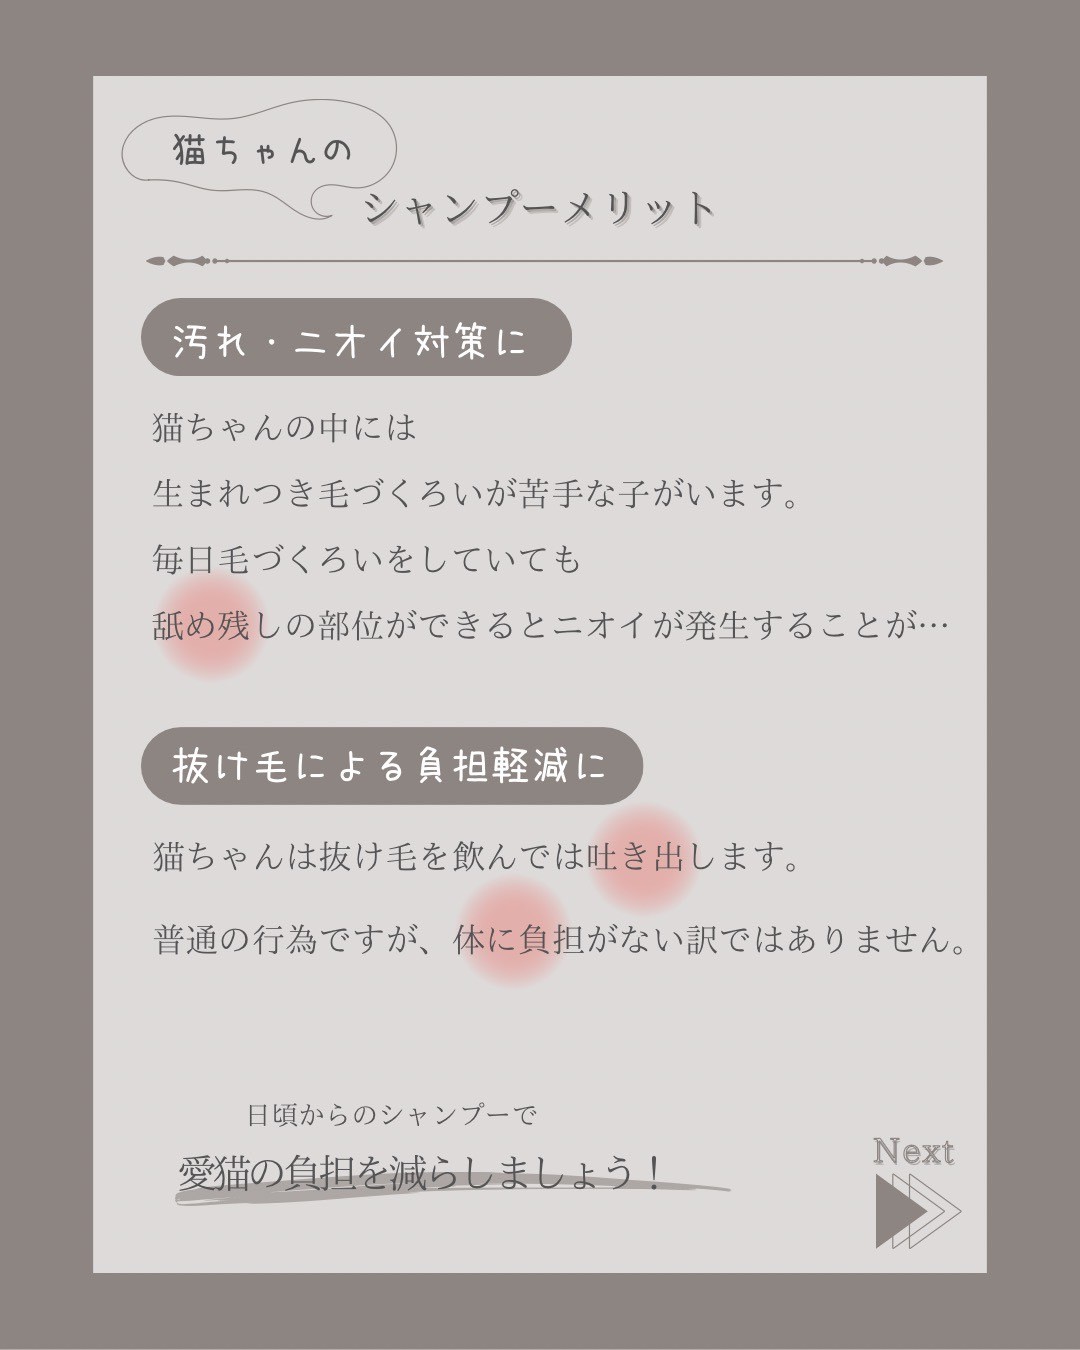 猫ちゃんの
シャンプーメリット
汚れ・ニオイ対策に
猫ちゃんの中には
生まれつき毛づくろいが苦手な子がいます。
毎日毛づくろいをしていても
舐め残しの部位ができるとニオイが発生することが…
抜け毛による負担軽減に
猫ちゃんは抜け毛を飲んでは吐き出します。
普通の行為ですが、体に負担がない訳ではありません。
日頃からのシャンプーで
愛猫の負担を減らしましょう！
Next